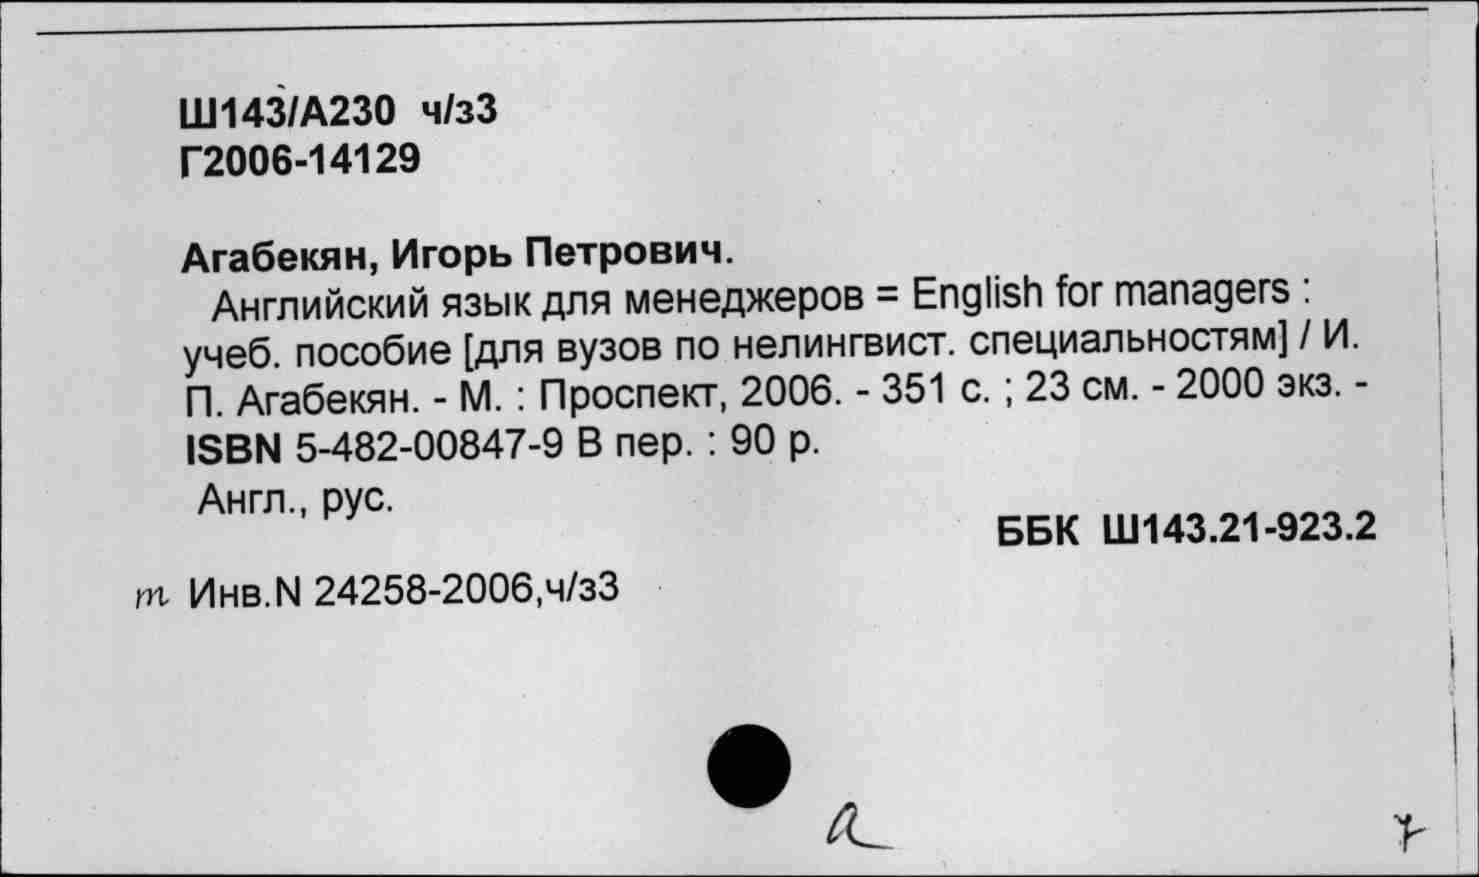 Ш143/А230 ч/з3
Г2006-14129
Агабекян, Игорь Петрович.
Английский язык для менеджеров = English for managers :
учеб. пособие [для вузов по нелингвист. специальностям] / И.
П. Агабекян. - М. : Проспект, 2006. - 351 с. ; 23 см. - 2000 экз. -
ISBN 5-482-00847-9 В пер. : 90 р.
Англ., рус.
ББК Ш143.21-923.2
т Инв.N 24258-2006,ч/з3
а